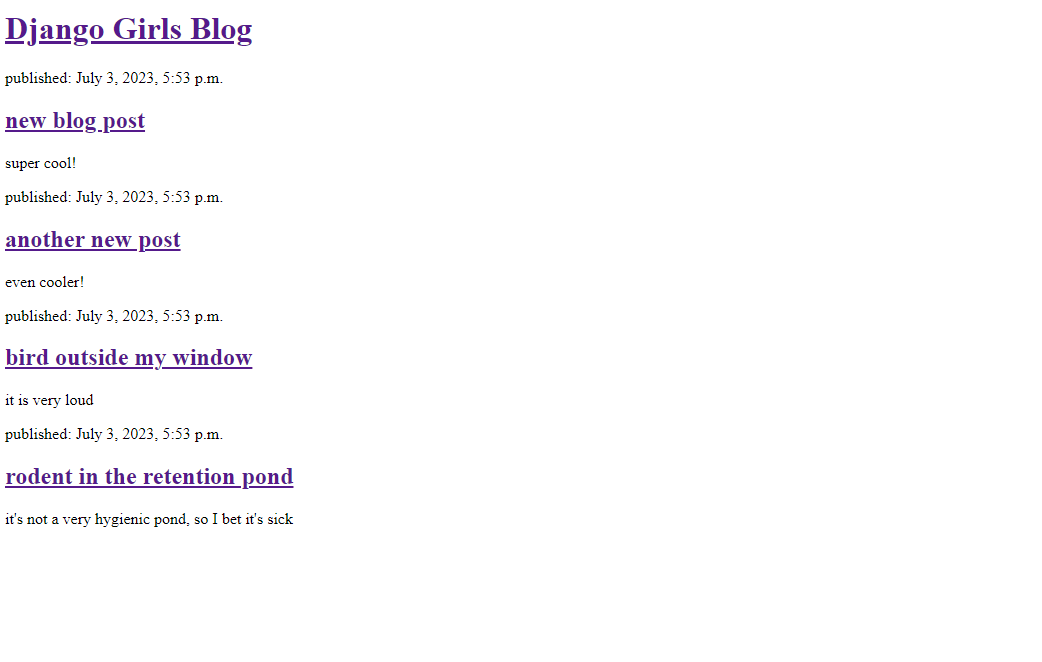 Django Girls Blog
published: July 3, 2023, 5:53 p.m.
new blog post
super cool!
published: July 3, 2023, 5:53 p.m.
another new post
even cooler!
published: July 3, 2023, 5:53 p.m.
bird outside my window
it is very loud
published: July 3, 2023, 5:53 p.m.
rodent in the retention pond
it's not a very hygienic pond, so I bet it's sick